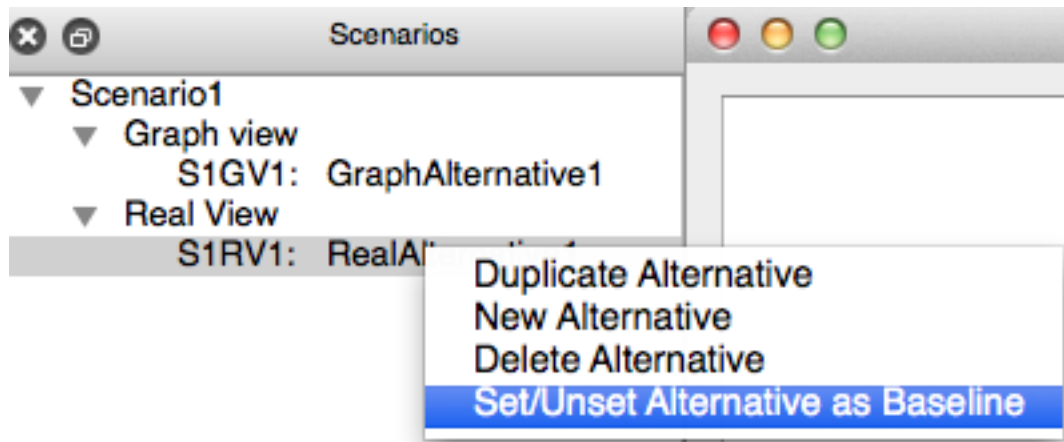 Scenarios
Scenario1
Graph view
S1GV1: GraphAlternative1
Real View
S1RV1:
Duplicate Alternative
New Alternative
Delete Alternative
Set/Unset Alternative as Baseline